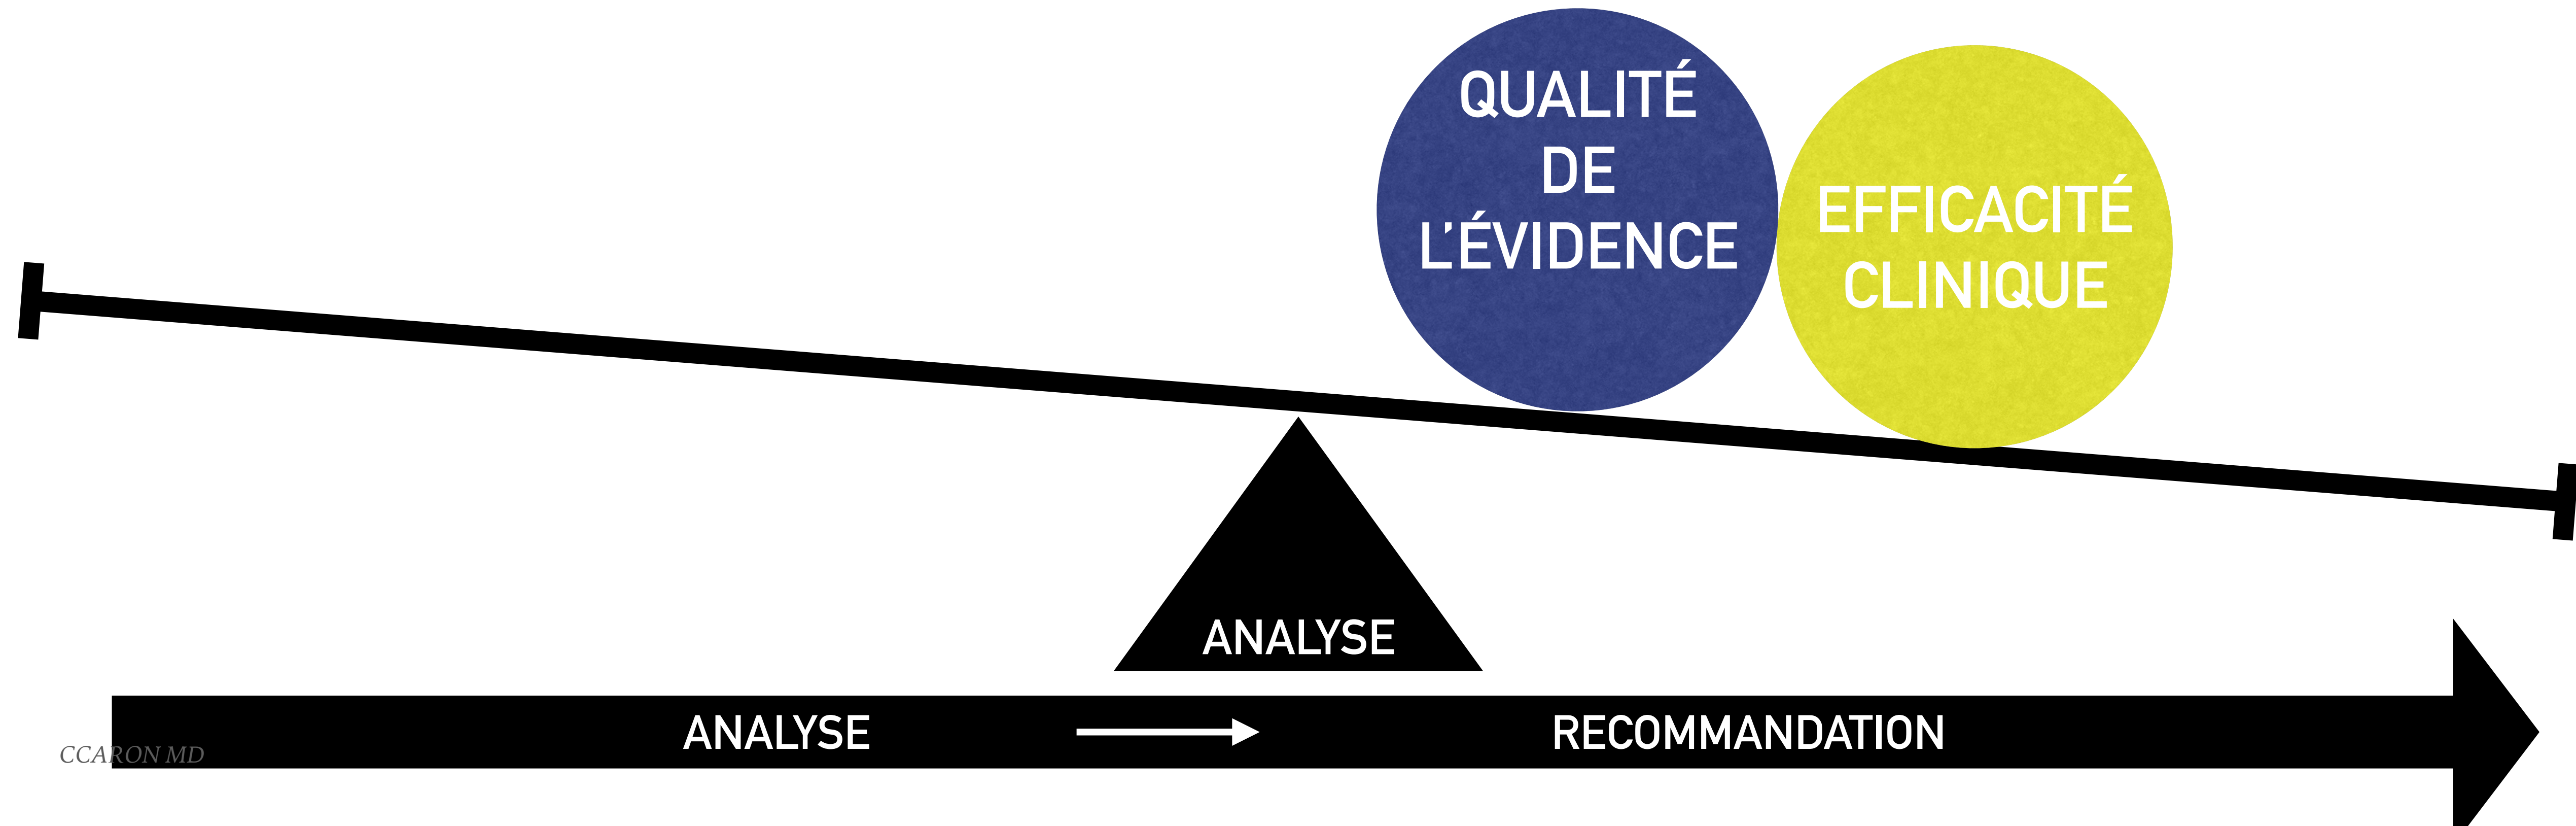 QUALITÉ
DE
L’ÉVIDENCE
EFFICACITÉ
CLINIQUE
ANALYSE
ANALYSE
RECOMMANDATION
CCARON MD